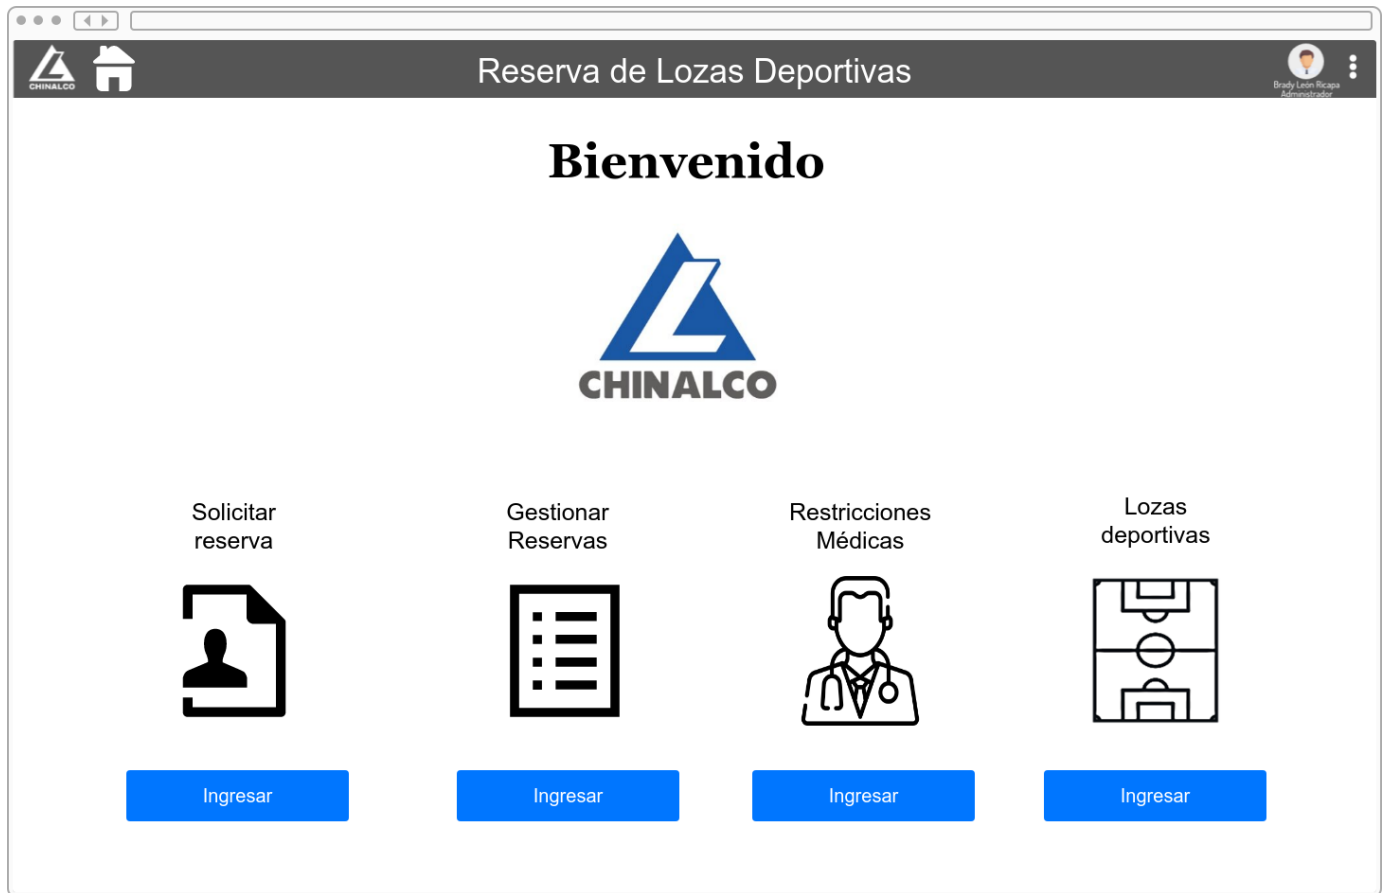 CHINALCO
Reserva de Lozas Deportivas
Brady León Ricapa
Administrador
Bienvenido
CHINALCO
Solicitar
reserva
Gestionar
Reservas
Restricciones
Médicas
Lozas
deportivas
Ingresar
Ingresar
Ingresar
Ingresar